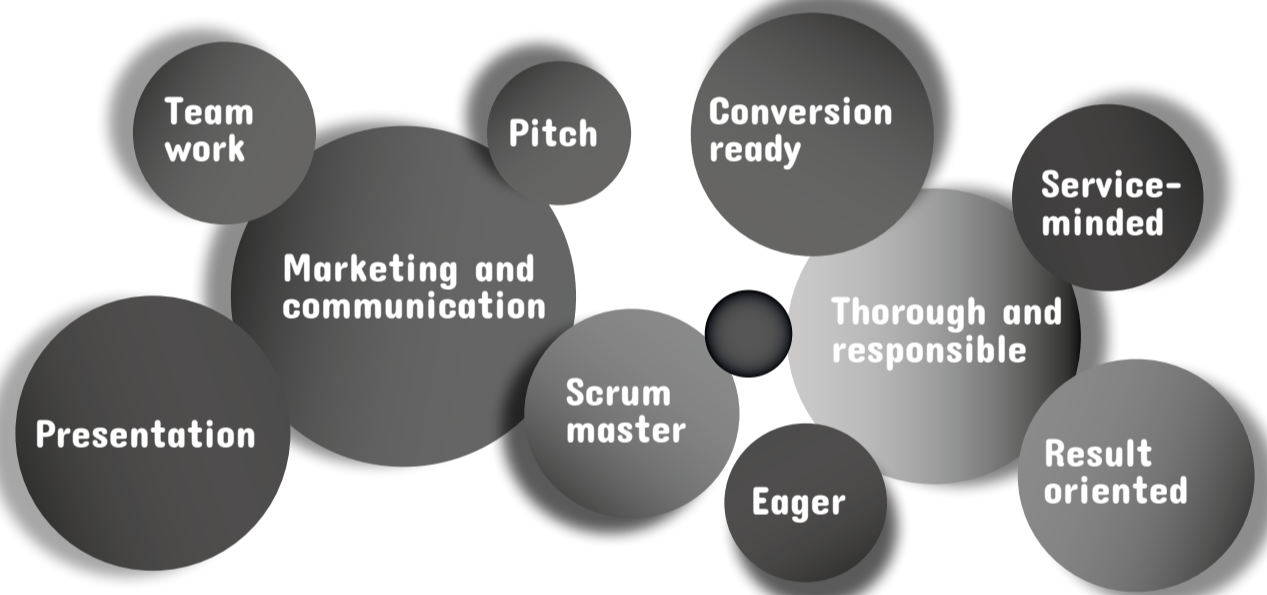 Team
work
Pitch
Conversion
ready
Service-
minded
Marketing and
communication
Thorough and
responsible
Presentation
Scrum
master
Eager
Result
oriented